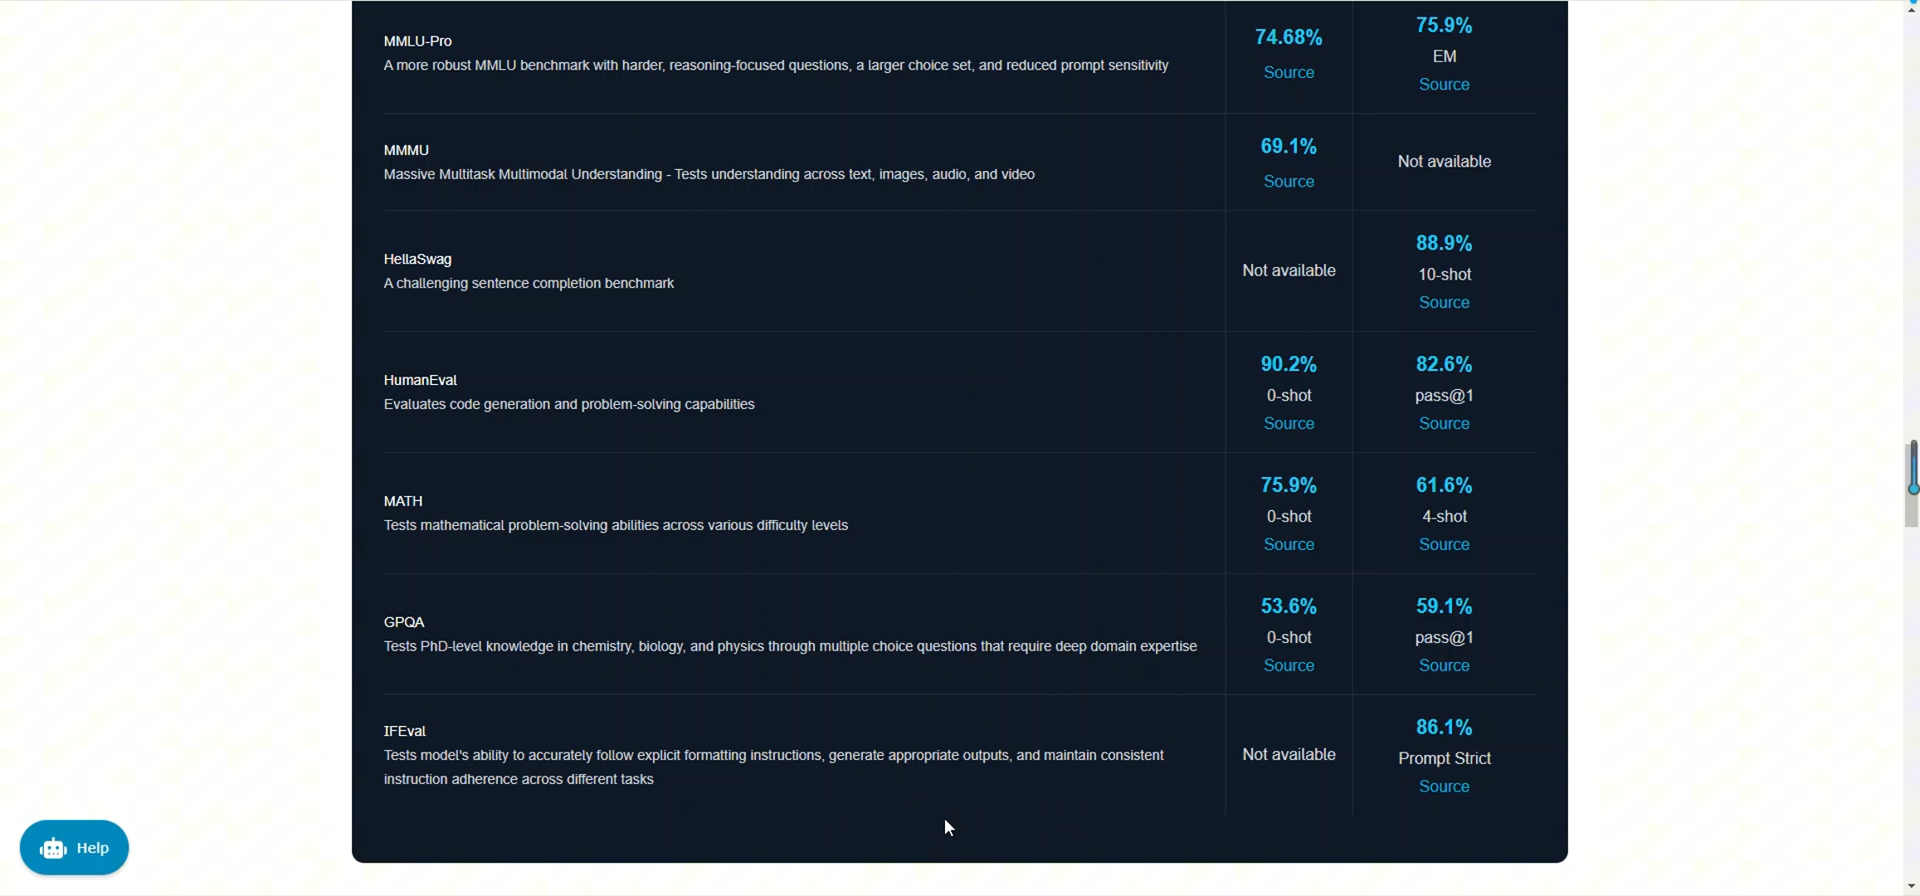 MMLU-Pro
A more robust MMLU benchmark with harder, reasoning-focused questions, a larger choice set, and reduced prompt sensitivity
74.68%
Source
75.9%
EM
Source
MMMU
Massive Multitask Multimodal Understanding - Tests understanding across text, images, audio, and video
69.1%
Source
Not available
HellaSwag
A challenging sentence completion benchmark
Not available
88.9%
10-shot
Source
HumanEval
Evaluates code generation and problem-solving capabilities
90.2%
0-shot
Source
82.6%
pass@1
Source
MATH
Tests mathematical problem-solving abilities across various difficulty levels
75.9%
0-shot
Source
61.6%
4-shot
Source
GPQA
Tests PhD-level knowledge in chemistry, biology, and physics through multiple choice questions that require deep domain expertise
53.6%
0-shot
Source
59.1%
pass@1
Source
IFEval
Tests model's ability to accurately follow explicit formatting instructions, generate appropriate outputs, and maintain consistent
instruction adherence across different tasks
Not available
86.1%
Prompt Strict
Source
Help